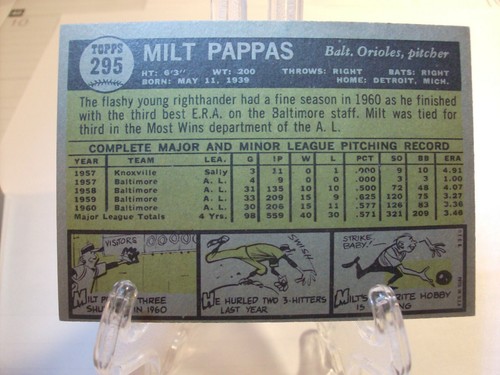 TOPPS
295
MILT PAPPAS
Balt. Orioles, pitcher
HT: 6'3" WT: 200 THROWS: RIGHT BATS: RIGHT
BORN: MAY 11, 1939 HOME: DETROIT, MICH.
The flashy young righthander had a fine season in 1960 as he finished
with the third best E.R.A. on the Baltimore staff. Milt was tied for
third in the Most Wins department of the A. L.
COMPLETE MAJOR AND MINOR LEAGUE PITCHING RECORD
YEAR TEAM LEA. G IP W L PCT SO BB ERA
1957 Knoxville Sally 3 11 0 1 .000 9 10 4.91
1957 Baltimore A. L. 4 9 0 0 .000 3 3 1.00
1958 Baltimore A. L. 31 135 10 10 .500 72 48 4.07
1959 Baltimore A. L. 33 209 15 9 .625 120 75 3.27
1960 Baltimore A. L. 30 206 15 11 .577 126 83 3.36
Major League Totals 4 Yrs. 98 559 40 30 .571 321 209 3.46
VISITORS
SWISH
STRIKE BABY!
MILT P THREE
SHU IN 1960
HE HURLED TWO 3-HITTERS
LAST YEAR
MILT'S RITE HOBBY
IS NG